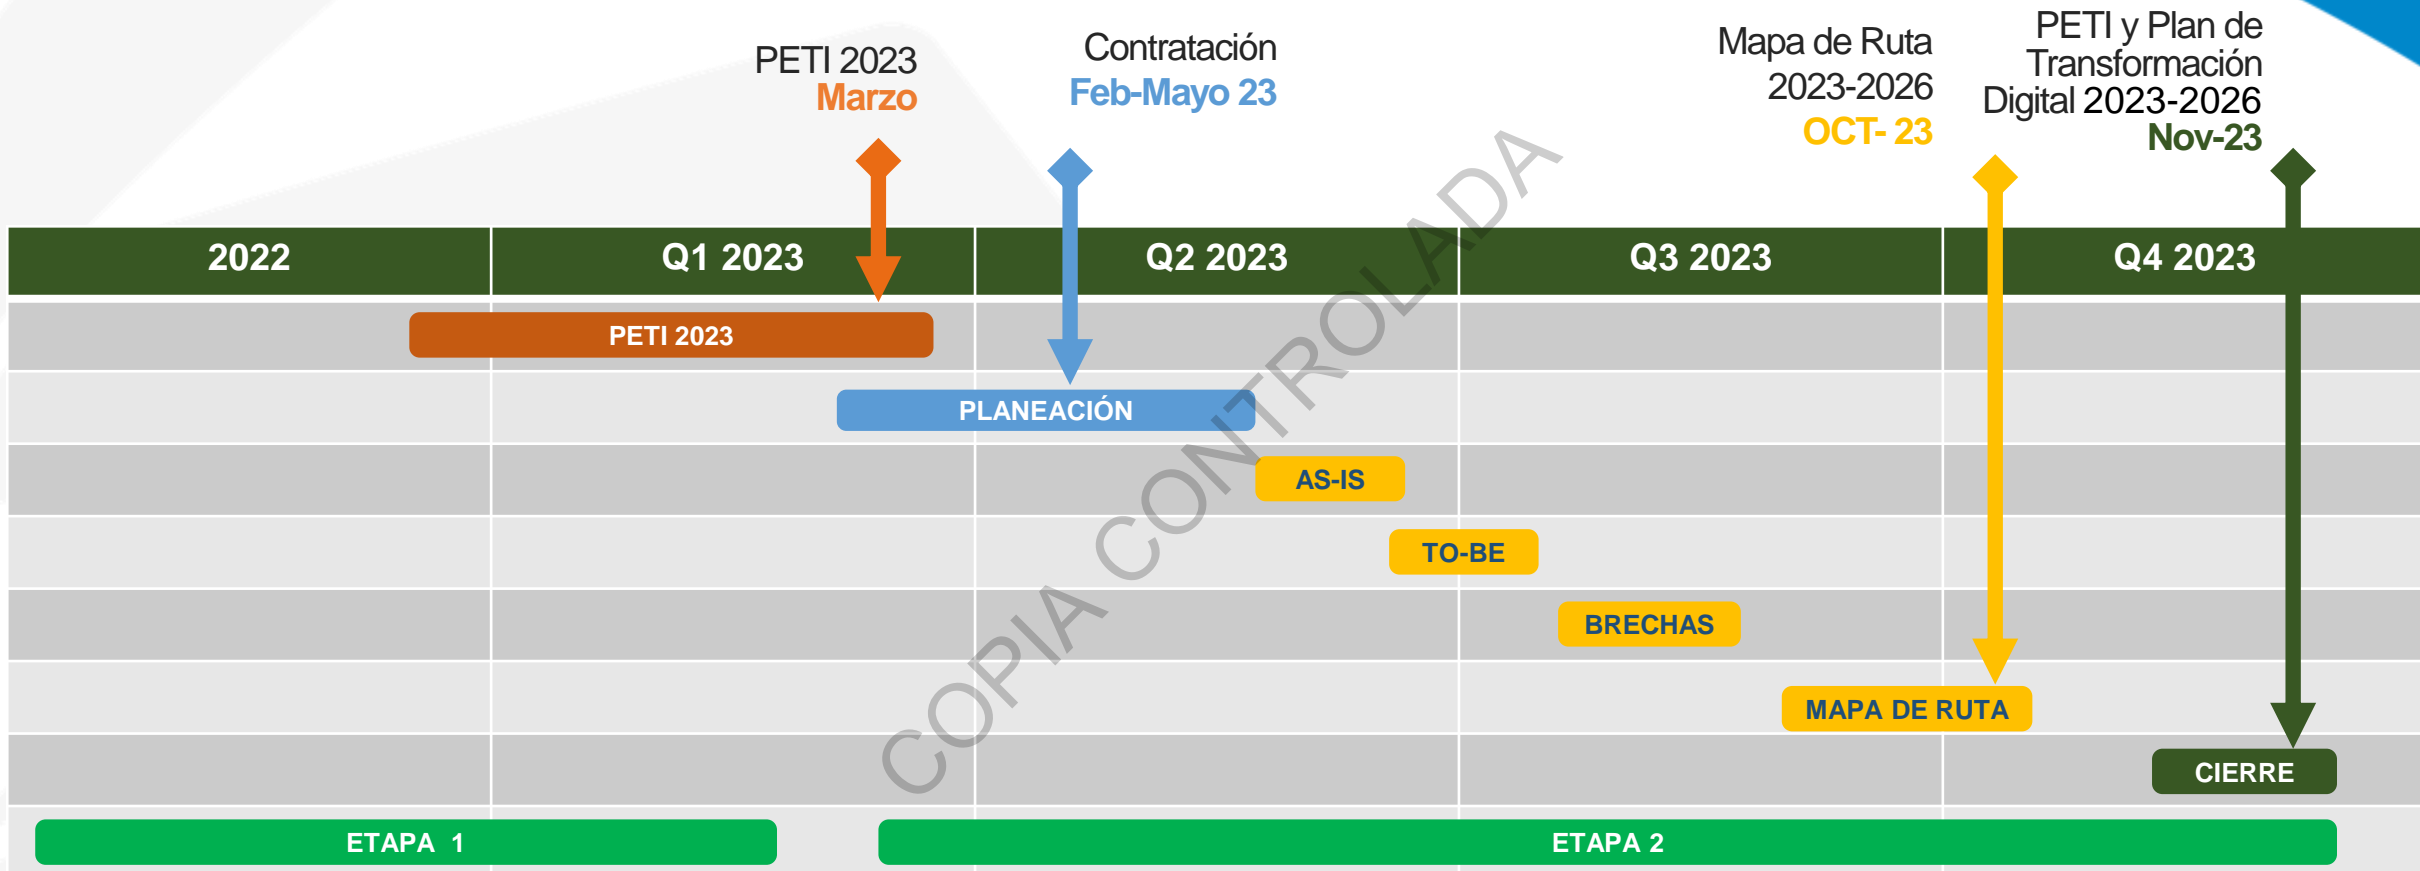 PETI 2023
Marzo
Contratación
Feb-Mayo 23
Mapa de Ruta
2023-2026
OCT- 23
PETI y Plan de
Transformación
Digital 2023-2026
Nov-23
2022
Q1 2023
Q2 2023
Q3 2023
Q4 2023
PETI 2023
PLANEACIÓN
AS-IS
TO-BE
BRECHAS
MAPA DE RUTA
CIERRE
ETAPA 1
ETAPA 2
COPIA CONTROLADA